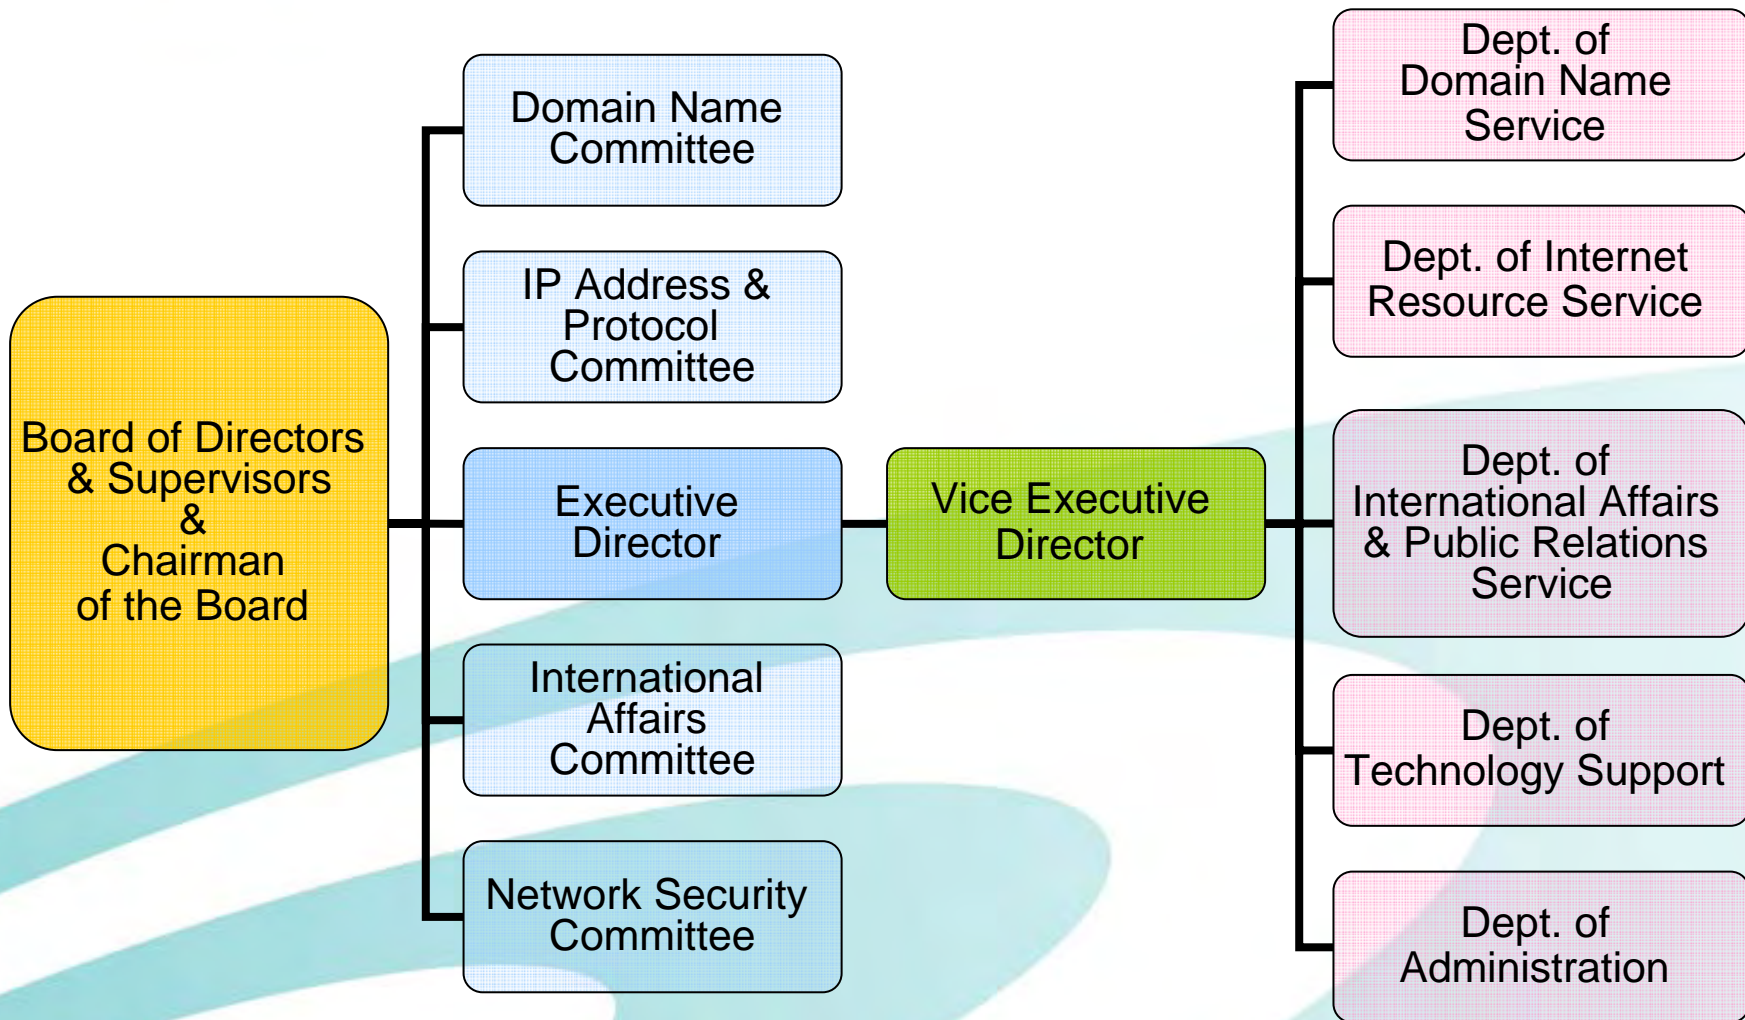 Board of Directors
& Supervisors
&
Chairman
of the Board
Domain Name
Committee
IP Address &
Protocol
Committee
Executive
Director
International
Affairs
Committee
Network Security
Committee
Vice Executive
Director
Dept. of
Domain Name
Service
Dept. of Internet
Resource Service
Dept. of
International Affairs
& Public Relations
Service
Dept. of
Technology Support
Dept. of
Administration